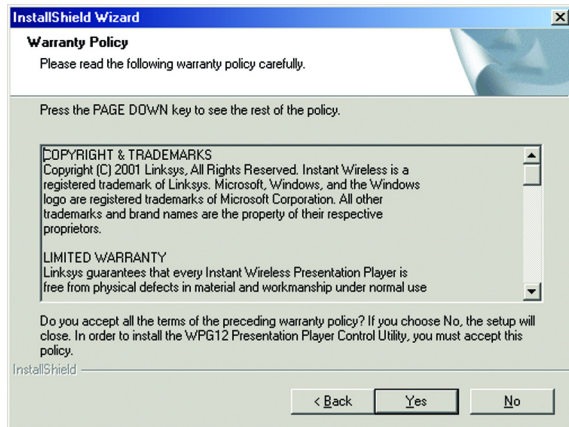 InstallShield Wizard
Warranty Policy
Please read the following warranty policy carefully.
Press the PAGE DOWN key to see the rest of the policy.
COPYRIGHT & TRADEMARKS
Copyright (C) 2001 Linksys, All Rights Reserved. Instant Wireless is a
registered trademark of Linksys. Microsoft, Windows, and the Windows
logo are registered trademarks of Microsoft Corporation. All other
trademarks and brand names are the property of their respective
proprietors.
LIMITED WARRANTY
Linksys guarantees that every Instant Wireless Presentation Player is
free from physical defects in material and workmanship under normal use
Do you accept all the terms of the preceding warranty policy? If you choose No, the setup will
close. In order to install the WPG12 Presentation Player Control Utility, you must accept this
policy.
InstallShield
< Back Yes No